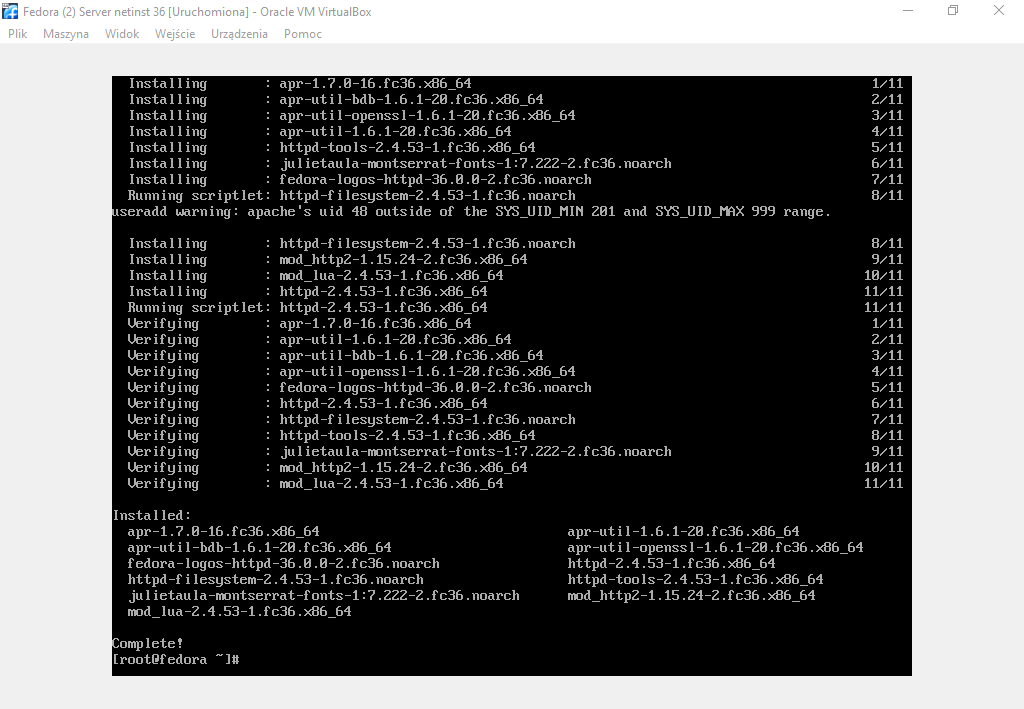 Fedora (2) Server netinst 36 [Uruchomiona] - Oracle VM VirtualBox
Plik Maszyna Widok Wejście Urządzenia Pomoc
Installing : apr-1.7.0-16.fc36.x86_64 1/11
Installing : apr-util-bdb-1.6.1-20.fc36.x86_64 2/11
Installing : apr-util-openssl-1.6.1-20.fc36.x86_64 3/11
Installing : apr-util-1.6.1-20.fc36.x86_64 4/11
Installing : httpd-tools-2.4.53-1.fc36.x86_64 5/11
Installing : julietaula-montserrat-fonts-1:7.222-2.fc36.noarch 6/11
Installing : fedora-logos-httpd-36.0.0-2.fc36.noarch 7/11
Running scriptlet: httpd-filesystem-2.4.53-1.fc36.noarch 8/11
useradd warning: apache's uid 48 outside of the SYS_UID_MIN 201 and SYS_UID_MAX 999 range.
Installing : httpd-filesystem-2.4.53-1.fc36.noarch 8/11
Installing : mod_http2-1.15.24-2.fc36.x86_64 9/11
Installing : mod_lua-2.4.53-1.fc36.x86_64 10/11
Installing : httpd-2.4.53-1.fc36.x86_64 11/11
Running scriptlet: httpd-2.4.53-1.fc36.x86_64 11/11
Verifying : apr-1.7.0-16.fc36.x86_64 1/11
Verifying : apr-util-1.6.1-20.fc36.x86_64 2/11
Verifying : apr-util-bdb-1.6.1-20.fc36.x86_64 3/11
Verifying : apr-util-openssl-1.6.1-20.fc36.x86_64 4/11
Verifying : fedora-logos-httpd-36.0.0-2.fc36.noarch 5/11
Verifying : httpd-2.4.53-1.fc36.x86_64 6/11
Verifying : httpd-filesystem-2.4.53-1.fc36.noarch 7/11
Verifying : httpd-tools-2.4.53-1.fc36.x86_64 8/11
Verifying : julietaula-montserrat-fonts-1:7.222-2.fc36.noarch 9/11
Verifying : mod_http2-1.15.24-2.fc36.x86_64 10/11
Verifying : mod_lua-2.4.53-1.fc36.x86_64 11/11
Installed:
apr-1.7.0-16.fc36.x86_64 apr-util-1.6.1-20.fc36.x86_64
apr-util-bdb-1.6.1-20.fc36.x86_64 apr-util-openssl-1.6.1-20.fc36.x86_64
fedora-logos-httpd-36.0.0-2.fc36.noarch httpd-2.4.53-1.fc36.x86_64
httpd-filesystem-2.4.53-1.fc36.noarch httpd-tools-2.4.53-1.fc36.x86_64
julietaula-montserrat-fonts-1:7.222-2.fc36.noarch mod_http2-1.15.24-2.fc36.x86_64
mod_lua-2.4.53-1.fc36.x86_64
Complete!
[root@fedora ~]#